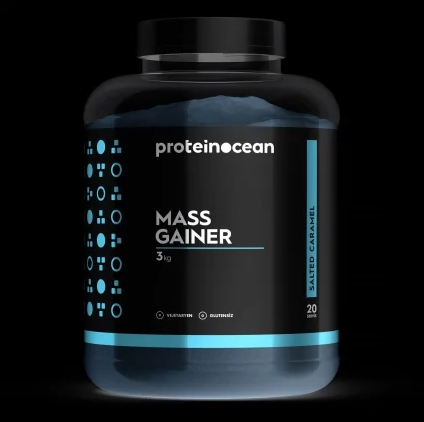 proteinocean
MASS
GAINER
3kg
VEJETARYEN GLUTENSİZ
SALTED CARAMEL
20